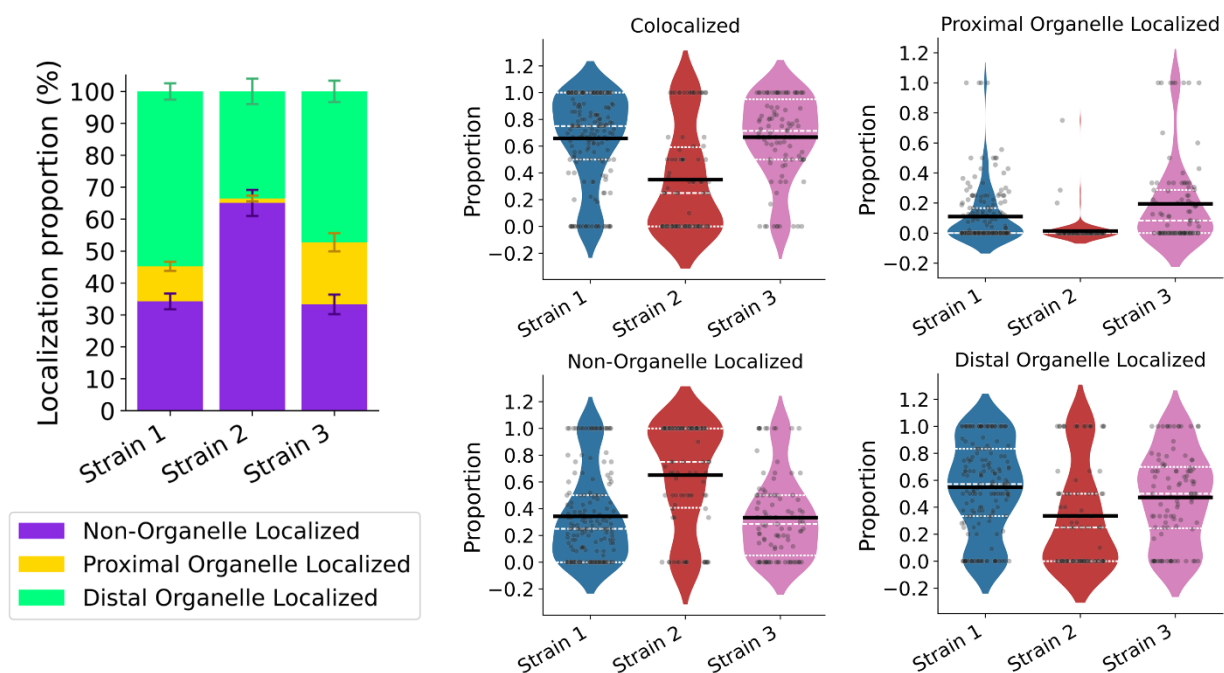 Localization proportion (%)
100
90
80
70
60
50
40
30
20
10
0
Strain 1
Strain 2
Strain 3
Non-Organelle Localized
Proximal Organelle Localized
Distal Organelle Localized
Colocalized
Proportion
1.2
1.0
0.8
0.6
0.4
0.2
0.0
−0.2
Strain 1
Strain 2
Strain 3
Proximal Organelle Localized
Proportion
1.2
1.0
0.8
0.6
0.4
0.2
0.0
−0.2
Strain 1
Strain 2
Strain 3
Non-Organelle Localized
Proportion
1.2
1.0
0.8
0.6
0.4
0.2
0.0
−0.2
Strain 1
Strain 2
Strain 3
Distal Organelle Localized
Proportion
1.2
1.0
0.8
0.6
0.4
0.2
0.0
−0.2
Strain 1
Strain 2
Strain 3